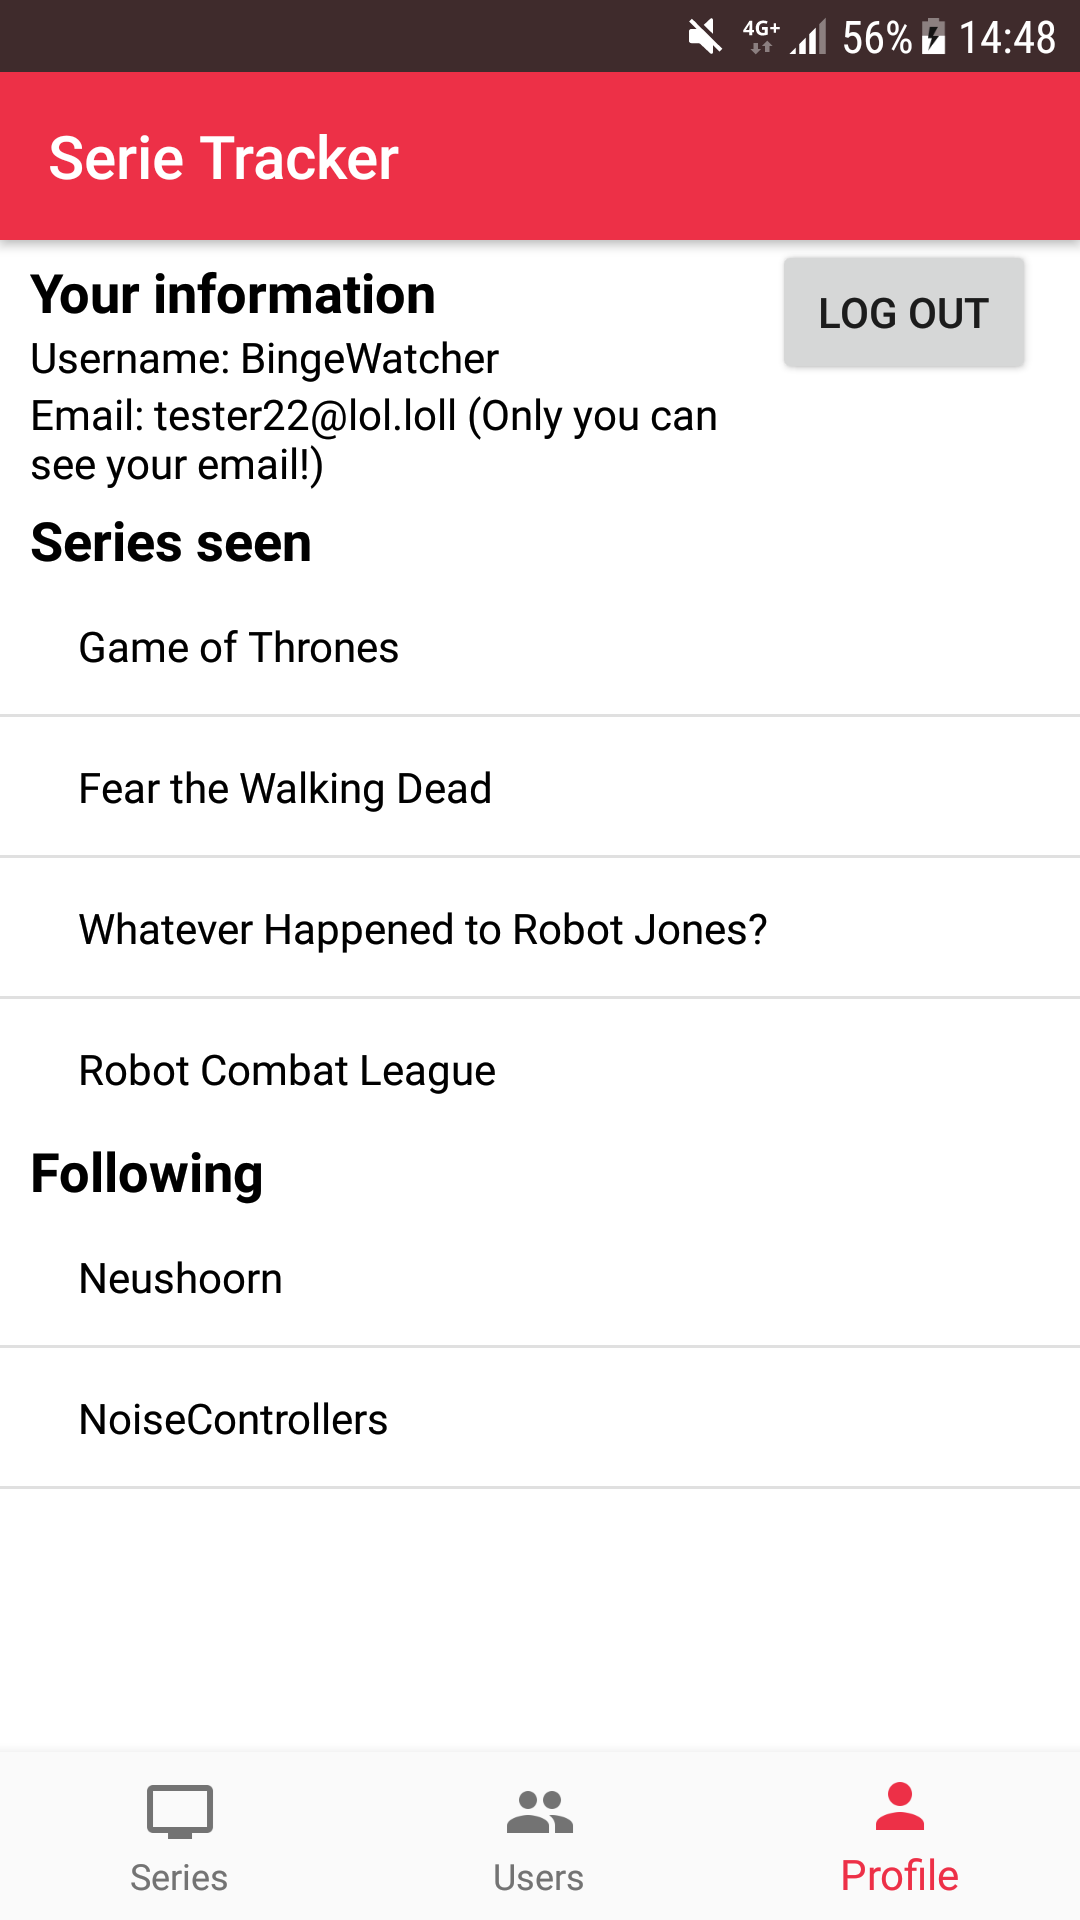 4G+ 56% 14:48
Serie Tracker
Your information
LOG OUT
Username: BingeWatcher
Email: tester22@lol.loll (Only you can
see your email!)
Series seen
Game of Thrones
Fear the Walking Dead
Whatever Happened to Robot Jones?
Robot Combat League
Following
Neushoorn
NoiseControllers
Series Users Profile